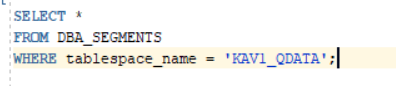 SELECT *
FROM DBA_SEGMENTS
WHERE tablespace_name = 'KAV1_QDATA';